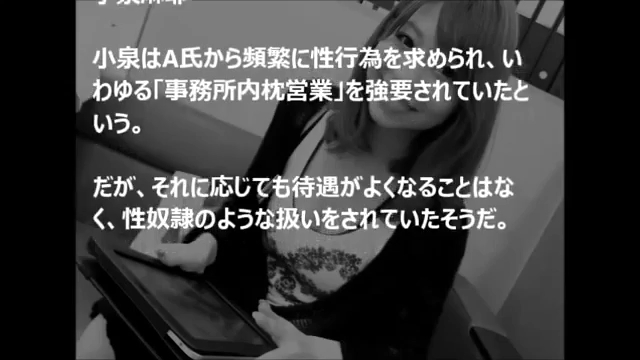 小泉はA氏から頻繁に性行為を求められ、い
わゆる「事務所内枕営業」を強要されていたと
いう。
だが、それに応じても待遇がよくなることはな
く、性奴隷のような扱いをされていたそうだ。